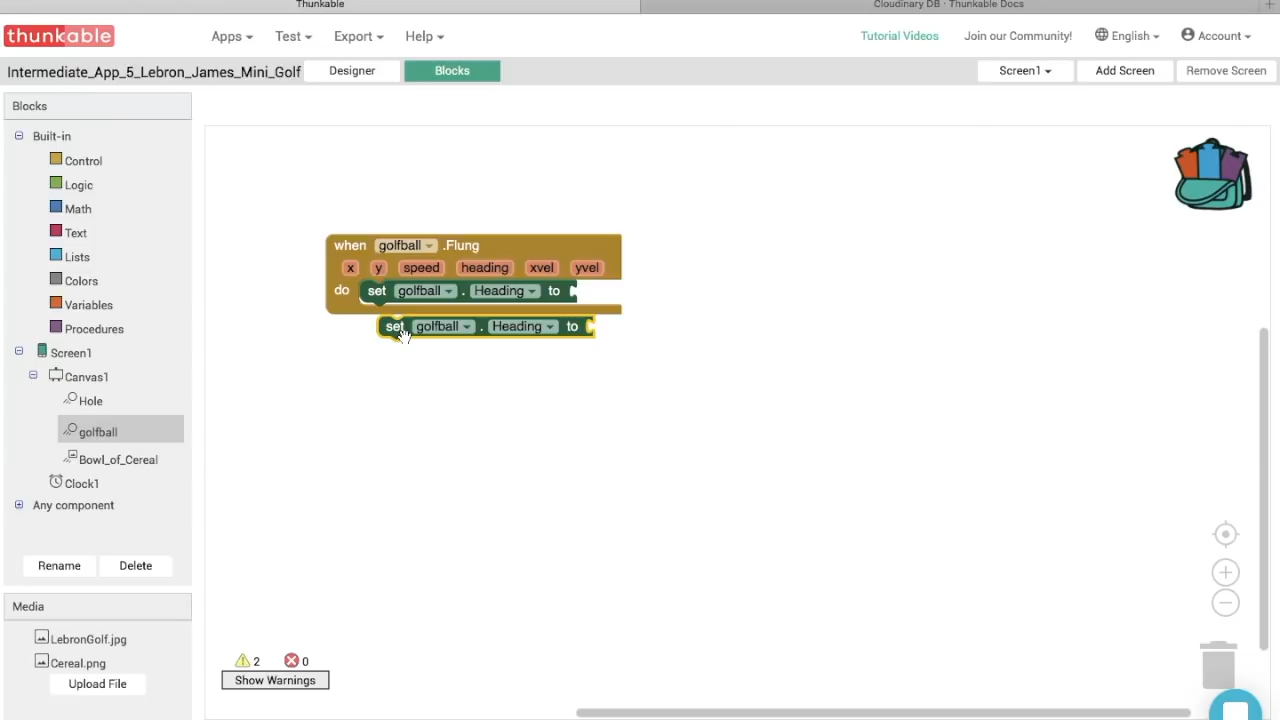 Thunkable
Cloudinary DB · Thunkable Docs
thunkable
Apps
Test
Export
Help
Tutorial Videos
Join our Community!
English
Account
Intermediate_App_5_Lebron_James_Mini_Golf
Designer
Blocks
Screen1
Add Screen
Remove Screen
Blocks
Built-in
Control
Logic
Math
Text
Lists
Colors
Variables
Procedures
Screen1
Canvas1
Hole
golfball
Bowl_of_Cereal
Clock1
Any component
Rename
Delete
Media
LebronGolf.jpg
Cereal.png
Upload File
when golfball .Flung
x y speed heading xvel yvel
do set golfball . Heading to
set golfball . Heading to
2 0
Show Warnings